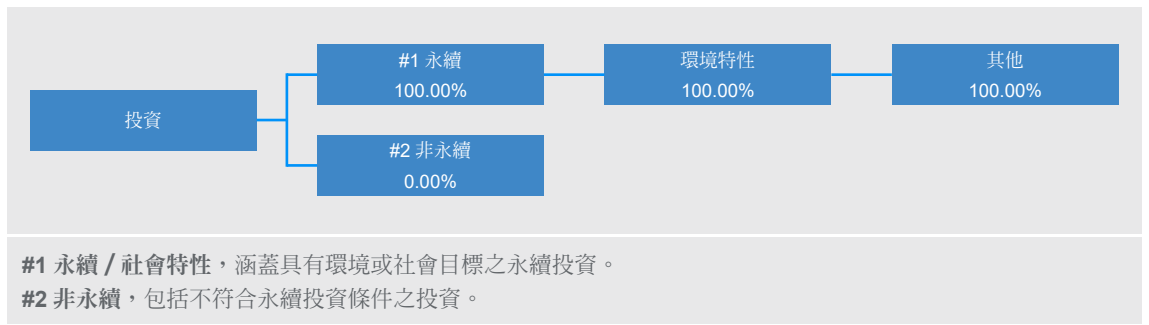 投資
#1 永續
100.00%
環境特性
100.00%
其他
100.00%
#2 非永續
0.00%
#1 永續 / 社會特性，涵蓋具有環境或社會目標之永續投資。
#2 非永續，包括不符合永續投資條件之投資。